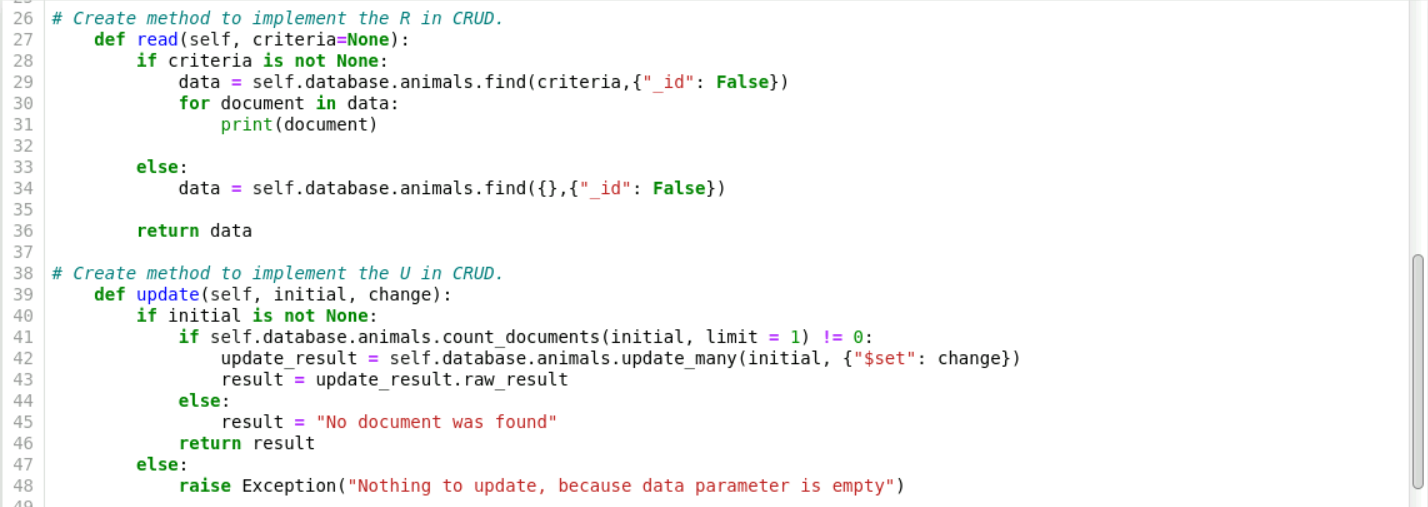 26 # Create method to implement the R in CRUD.
27     def read(self, criteria=None):
28         if criteria is not None:
29             data = self.database.animals.find(criteria,{"_id": False})
30             for document in data:
31                 print(document)
32
33         else:
34             data = self.database.animals.find({},{"_id": False})
35
36         return data
37
38 # Create method to implement the U in CRUD.
39     def update(self, initial, change):
40         if initial is not None:
41             if self.database.animals.count_documents(initial, limit = 1) != 0:
42                 update_result = self.database.animals.update_many(initial, {"$set": change})
43                 result = update_result.raw_result
44             else:
45                 result = "No document was found"
46             return result
47         else:
48             raise Exception("Nothing to update, because data parameter is empty")